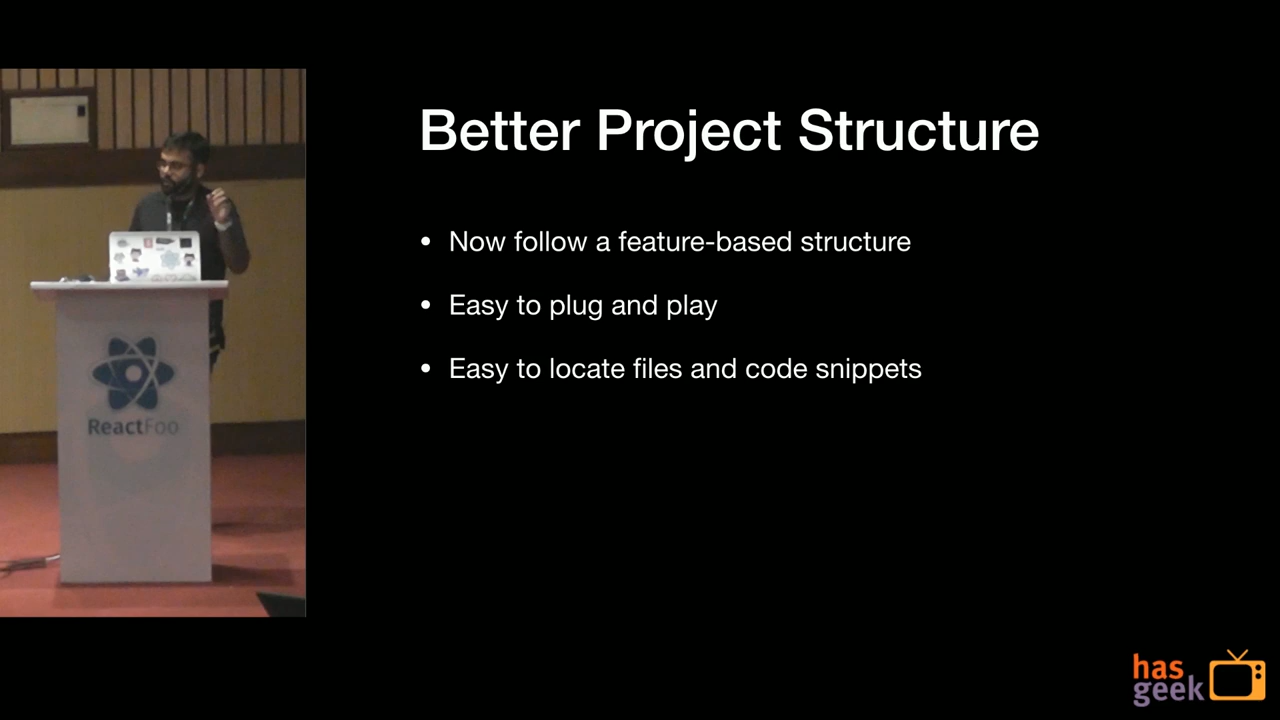 Better Project Structure
• Now follow a feature-based structure
• Easy to plug and play
• Easy to locate files and code snippets
ReactFoo
has
geek